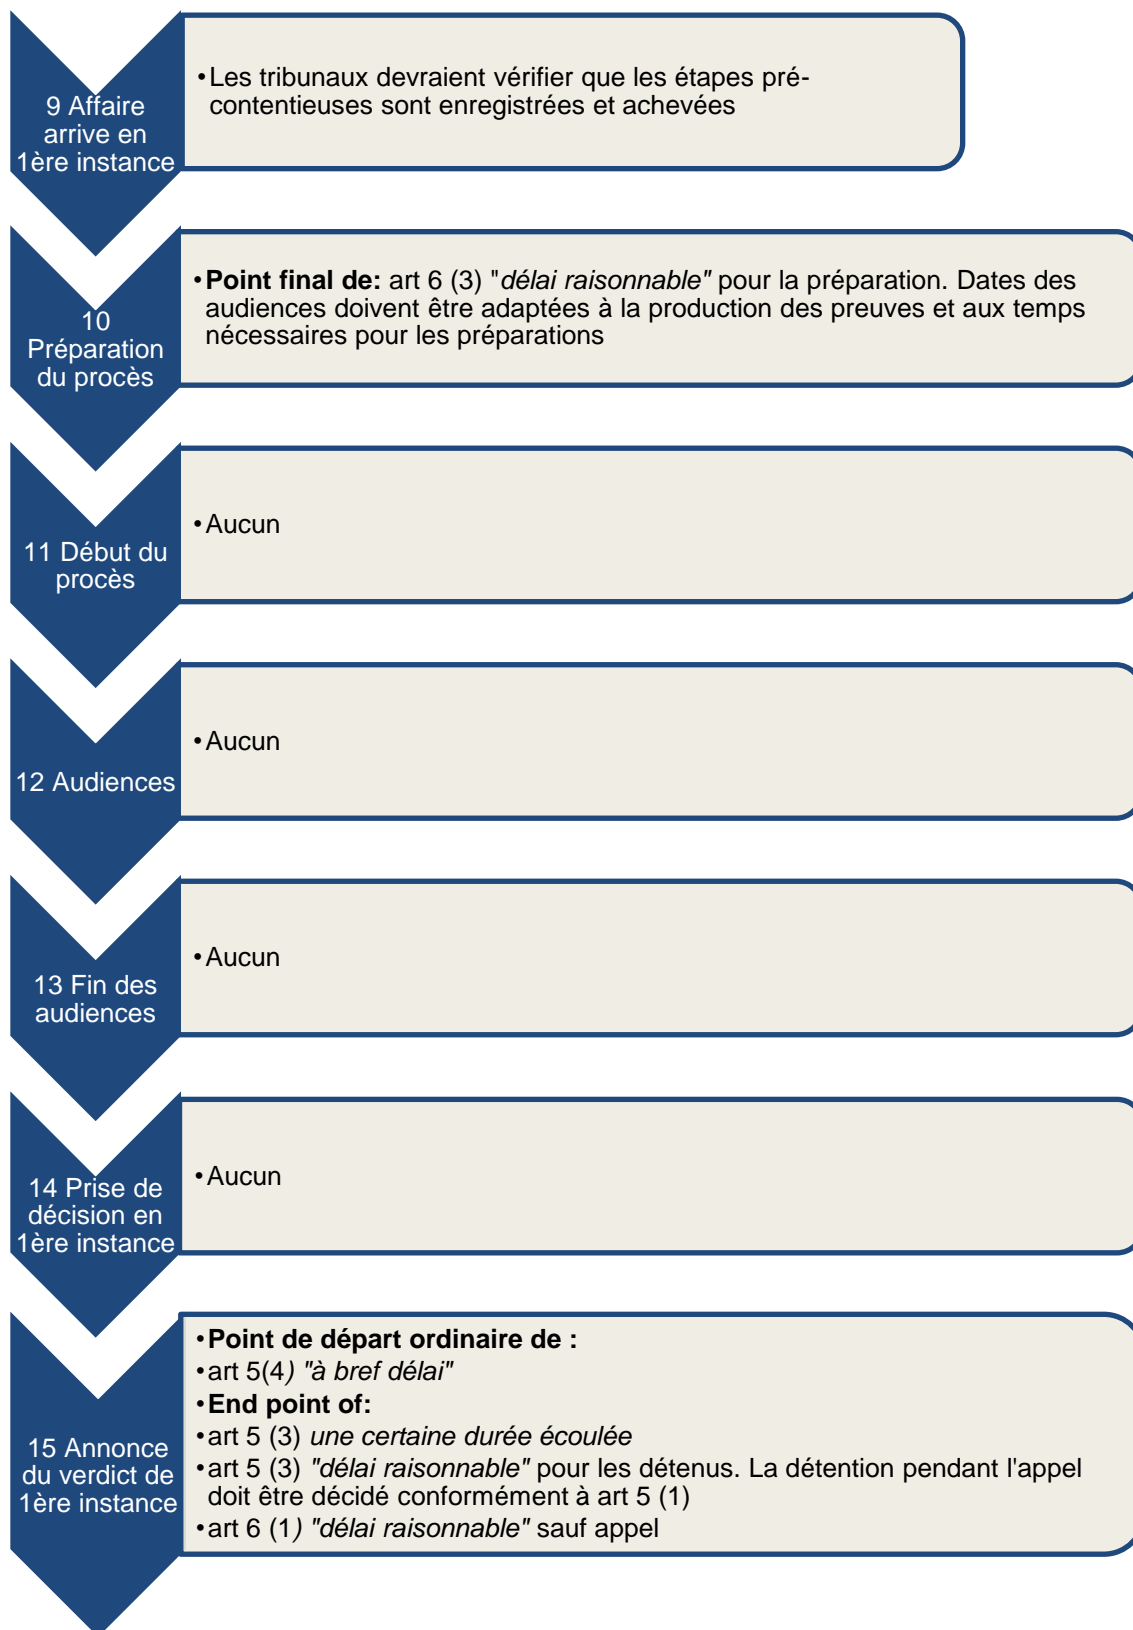 9 Affaire
arrive en
1ère instance
•Les tribunaux devraient vérifier que les étapes pré-
contentieuses sont enregistrées et achevées
10
Préparation
du procès
•Point final de: art 6 (3) "délai raisonnable" pour la préparation. Dates des
audiences doivent être adaptées à la production des preuves et aux temps
nécessaires pour les préparations
11 Début du
procès
•Aucun
12 Audiences
•Aucun
13 Fin des
audiences
•Aucun
14 Prise de
décision en
1ère instance
•Aucun
15 Annonce
du verdict de
1ère instance
•Point de départ ordinaire de :
•art 5(4) "à bref délai"
•End point of:
•art 5 (3) une certaine durée écoulée
•art 5 (3) "délai raisonnable" pour les détenus. La détention pendant l'appel
doit être décidé conformément à art 5 (1)
•art 6 (1) "délai raisonnable" sauf appel